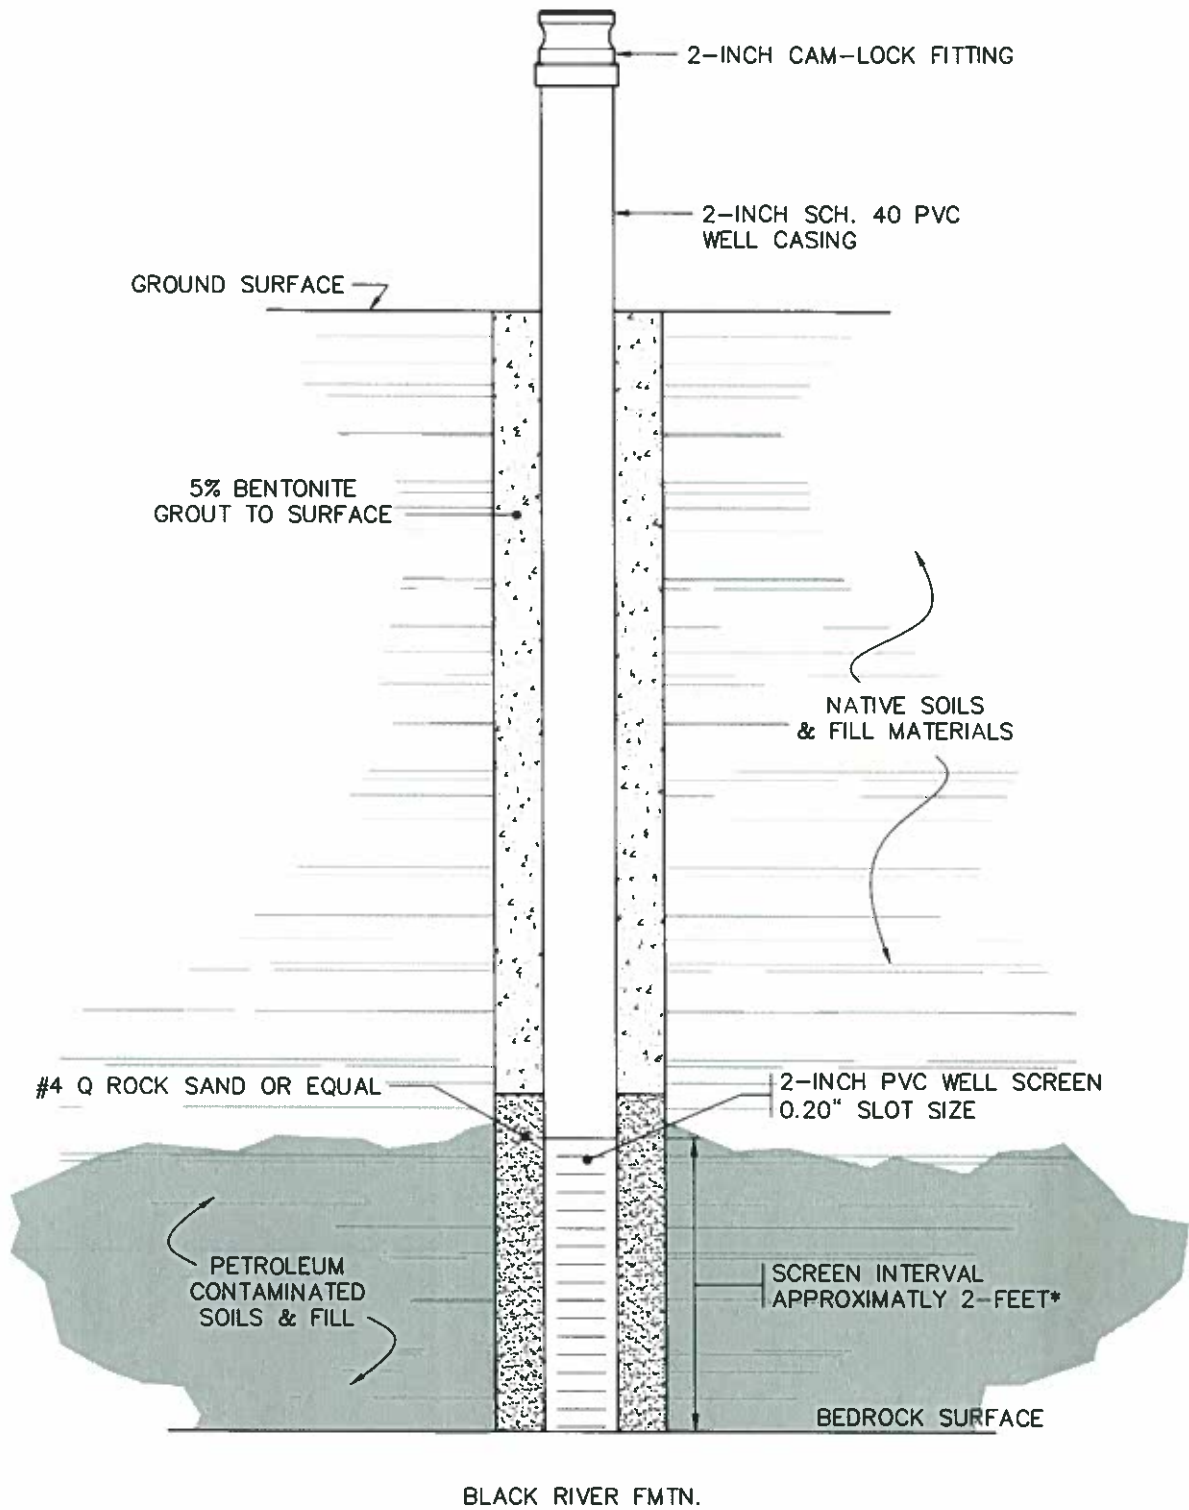 2-INCH CAM-LOCK FITTING
2-INCH SCH. 40 PVC
WELL CASING
GROUND SURFACE
5% BENTONITE
GROUT TO SURFACE
NATIVE SOILS
& FILL MATERIALS
#4 Q ROCK SAND OR EQUAL
2-INCH PVC WELL SCREEN
0.20" SLOT SIZE
PETROLEUM
CONTAMINATED
SOILS & FILL
SCREEN INTERVAL
APPROXIMATLY 2-FEET*
BEDROCK SURFACE
BLACK RIVER FMTN.